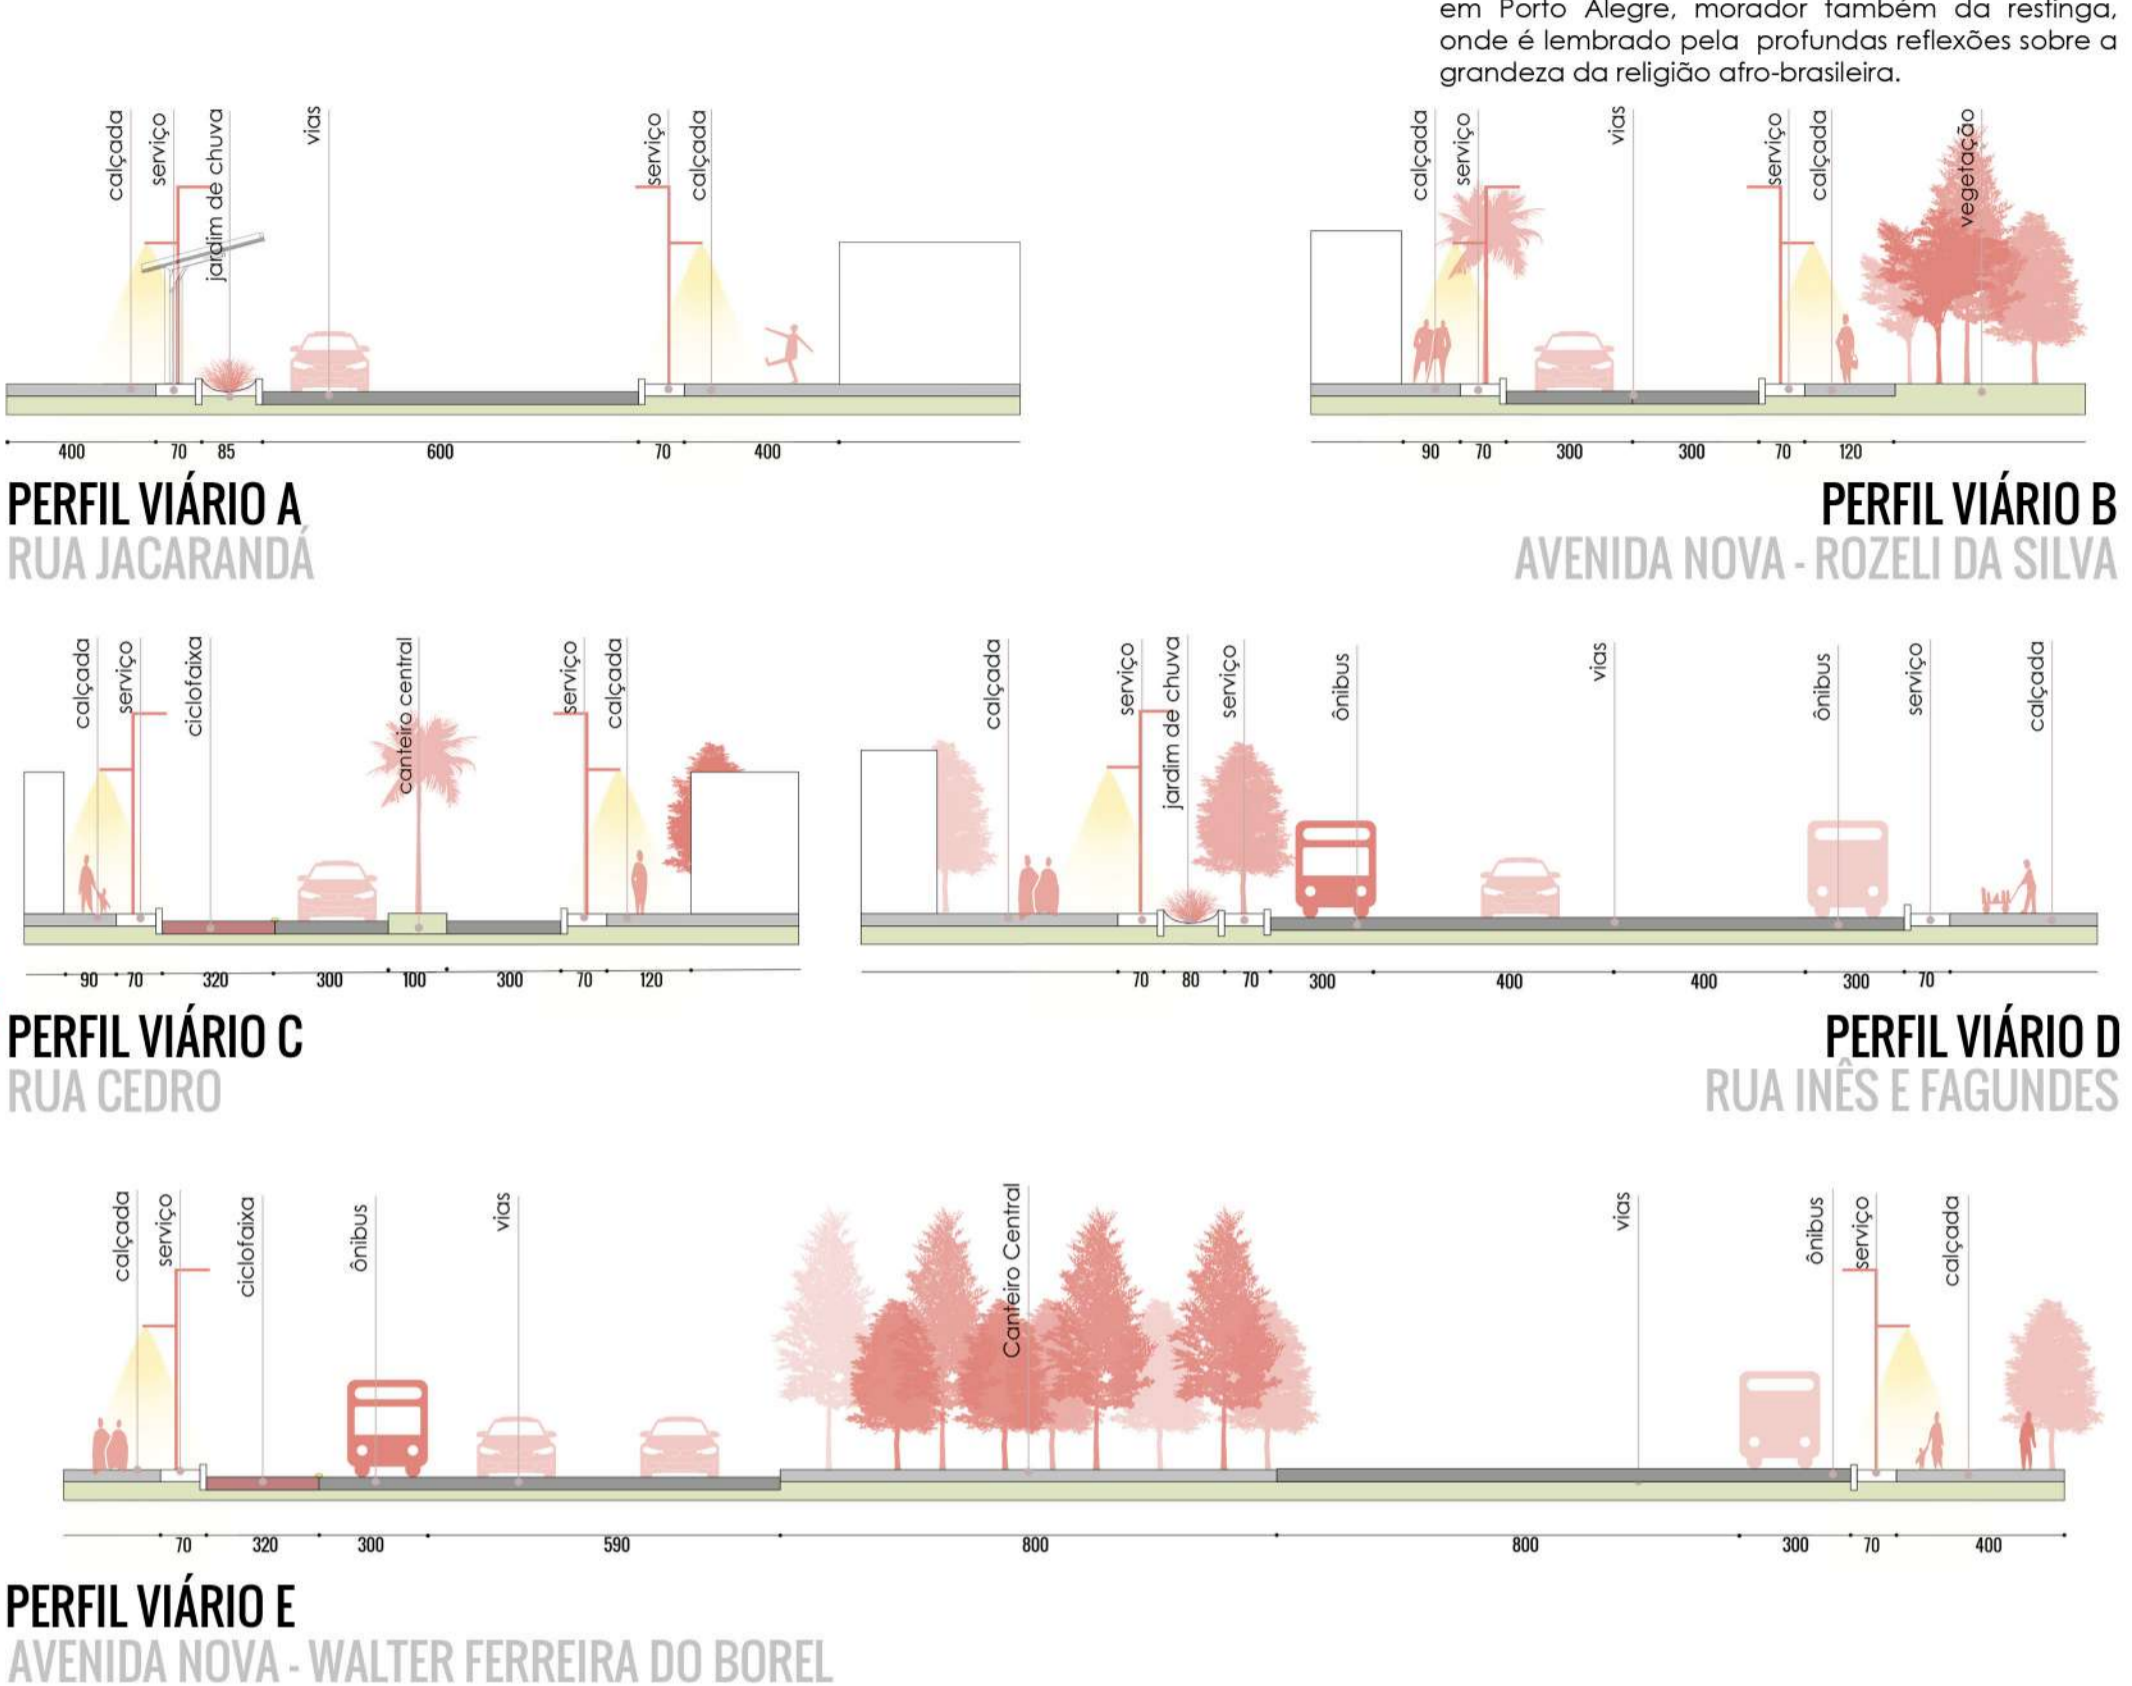 em Porto Alegre, morador também da restinga,
onde é lembrado pela profundas reflexões sobre a
grandeza da religião afro-brasileira.
calçada
serviço
jardim de chuva
vias
serviço
calçada
400 70 85 600 70 400
PERFIL VIÁRIO A
RUA JACARANDÁ
calçada
serviço
vias
serviço
calçada
vegetação
90 70 300 300 70 120
PERFIL VIÁRIO B
AVENIDA NOVA - ROZELI DA SILVA
calçada
serviço
ciclofaixa
canteiro central
serviço
calçada
90 70 320 300 100 300 70 120
PERFIL VIÁRIO C
RUA CEDRO
calçada
serviço
jardim de chuva
serviço
ônibus
vias
ônibus
serviço
calçada
70 80 70 300 400 400 300 70
PERFIL VIÁRIO D
RUA INÊS E FAGUNDES
calçada
serviço
ciclofaixa
ônibus
vias
Canteiro Central
vias
ônibus
serviço
calçada
70 320 300 590 800 800 300 70 400
PERFIL VIÁRIO E
AVENIDA NOVA - WALTER FERREIRA DO BOREL